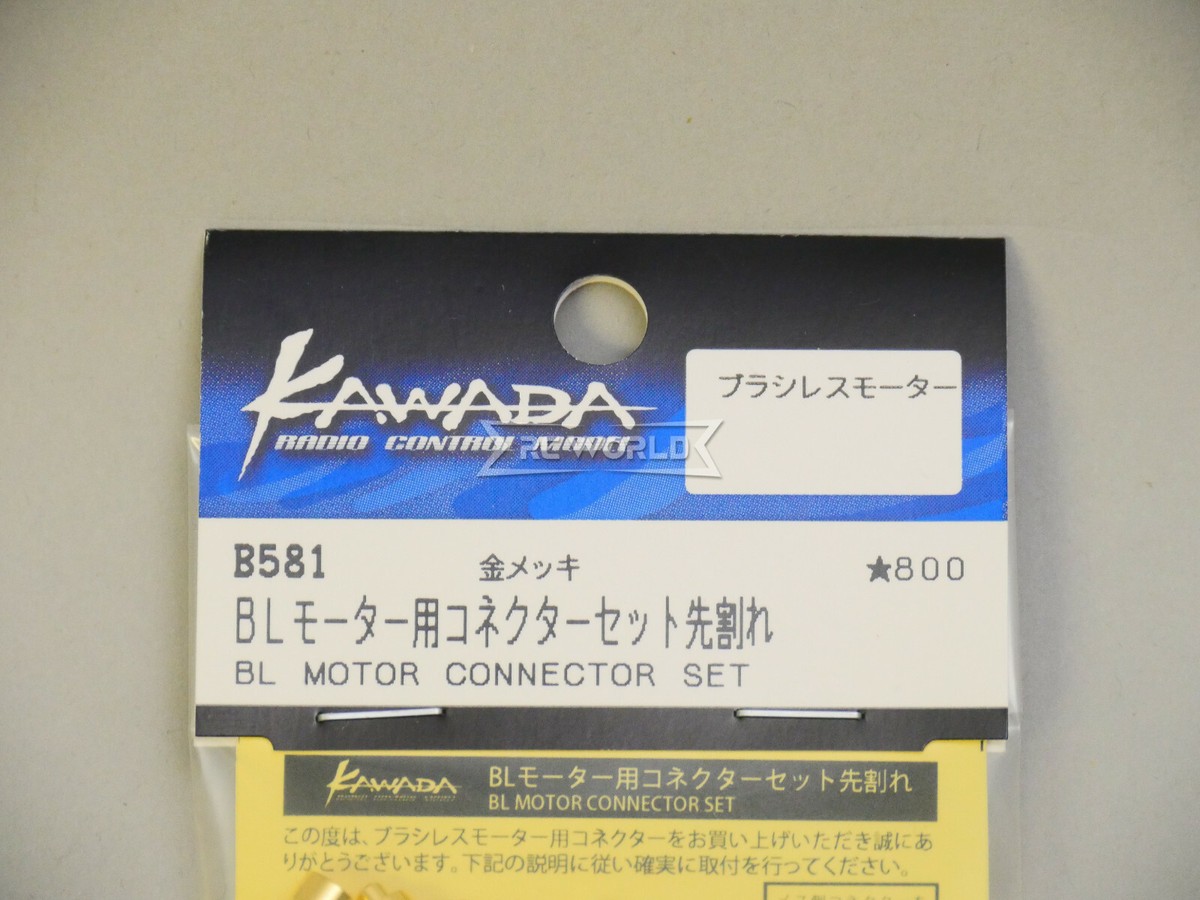 KAWADA
RADIO CONTROL MODEL
RC WORLD
ブラシレスモーター
B581 金メッキ ★800
BLモーター用コネクターセット先割れ
BL MOTOR CONNECTOR SET
KAWADA
RADIO CONTROL MODEL
BLモーター用コネクターセット先割れ
BL MOTOR CONNECTOR SET
この度は、ブラシレスモーター用コネクターをお買い上げいただき誠にあ
りがとうございます。下記の説明に従い確実に取付を行ってください。